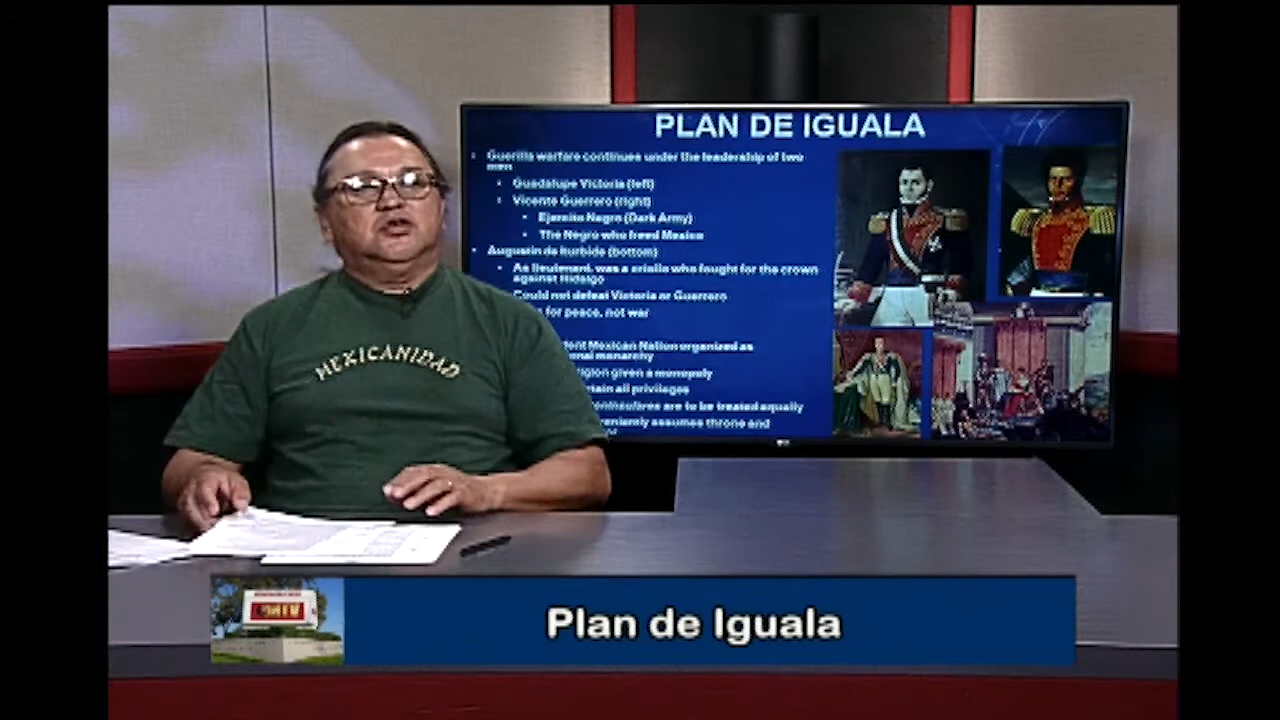 PLAN DE IGUALA
Guerilla warfare continues under the leadership of two
men
Guadalupe Victoria (left)
Vicente Guerrero (right)
Ejercito Negro (Dark Army)
The Negro who freed Mexico
Augustin de Iturbide (bottom)
As lieutenant, was a criollo who fought for the crown
against Hidalgo
Could not defeat Victoria or Guerrero
for peace, not war
Mexican Nation organized as
monarchy
given a monopoly
all privileges
are to be treated equally
assumes throne and
MEXICANIDAD
Plan de Iguala